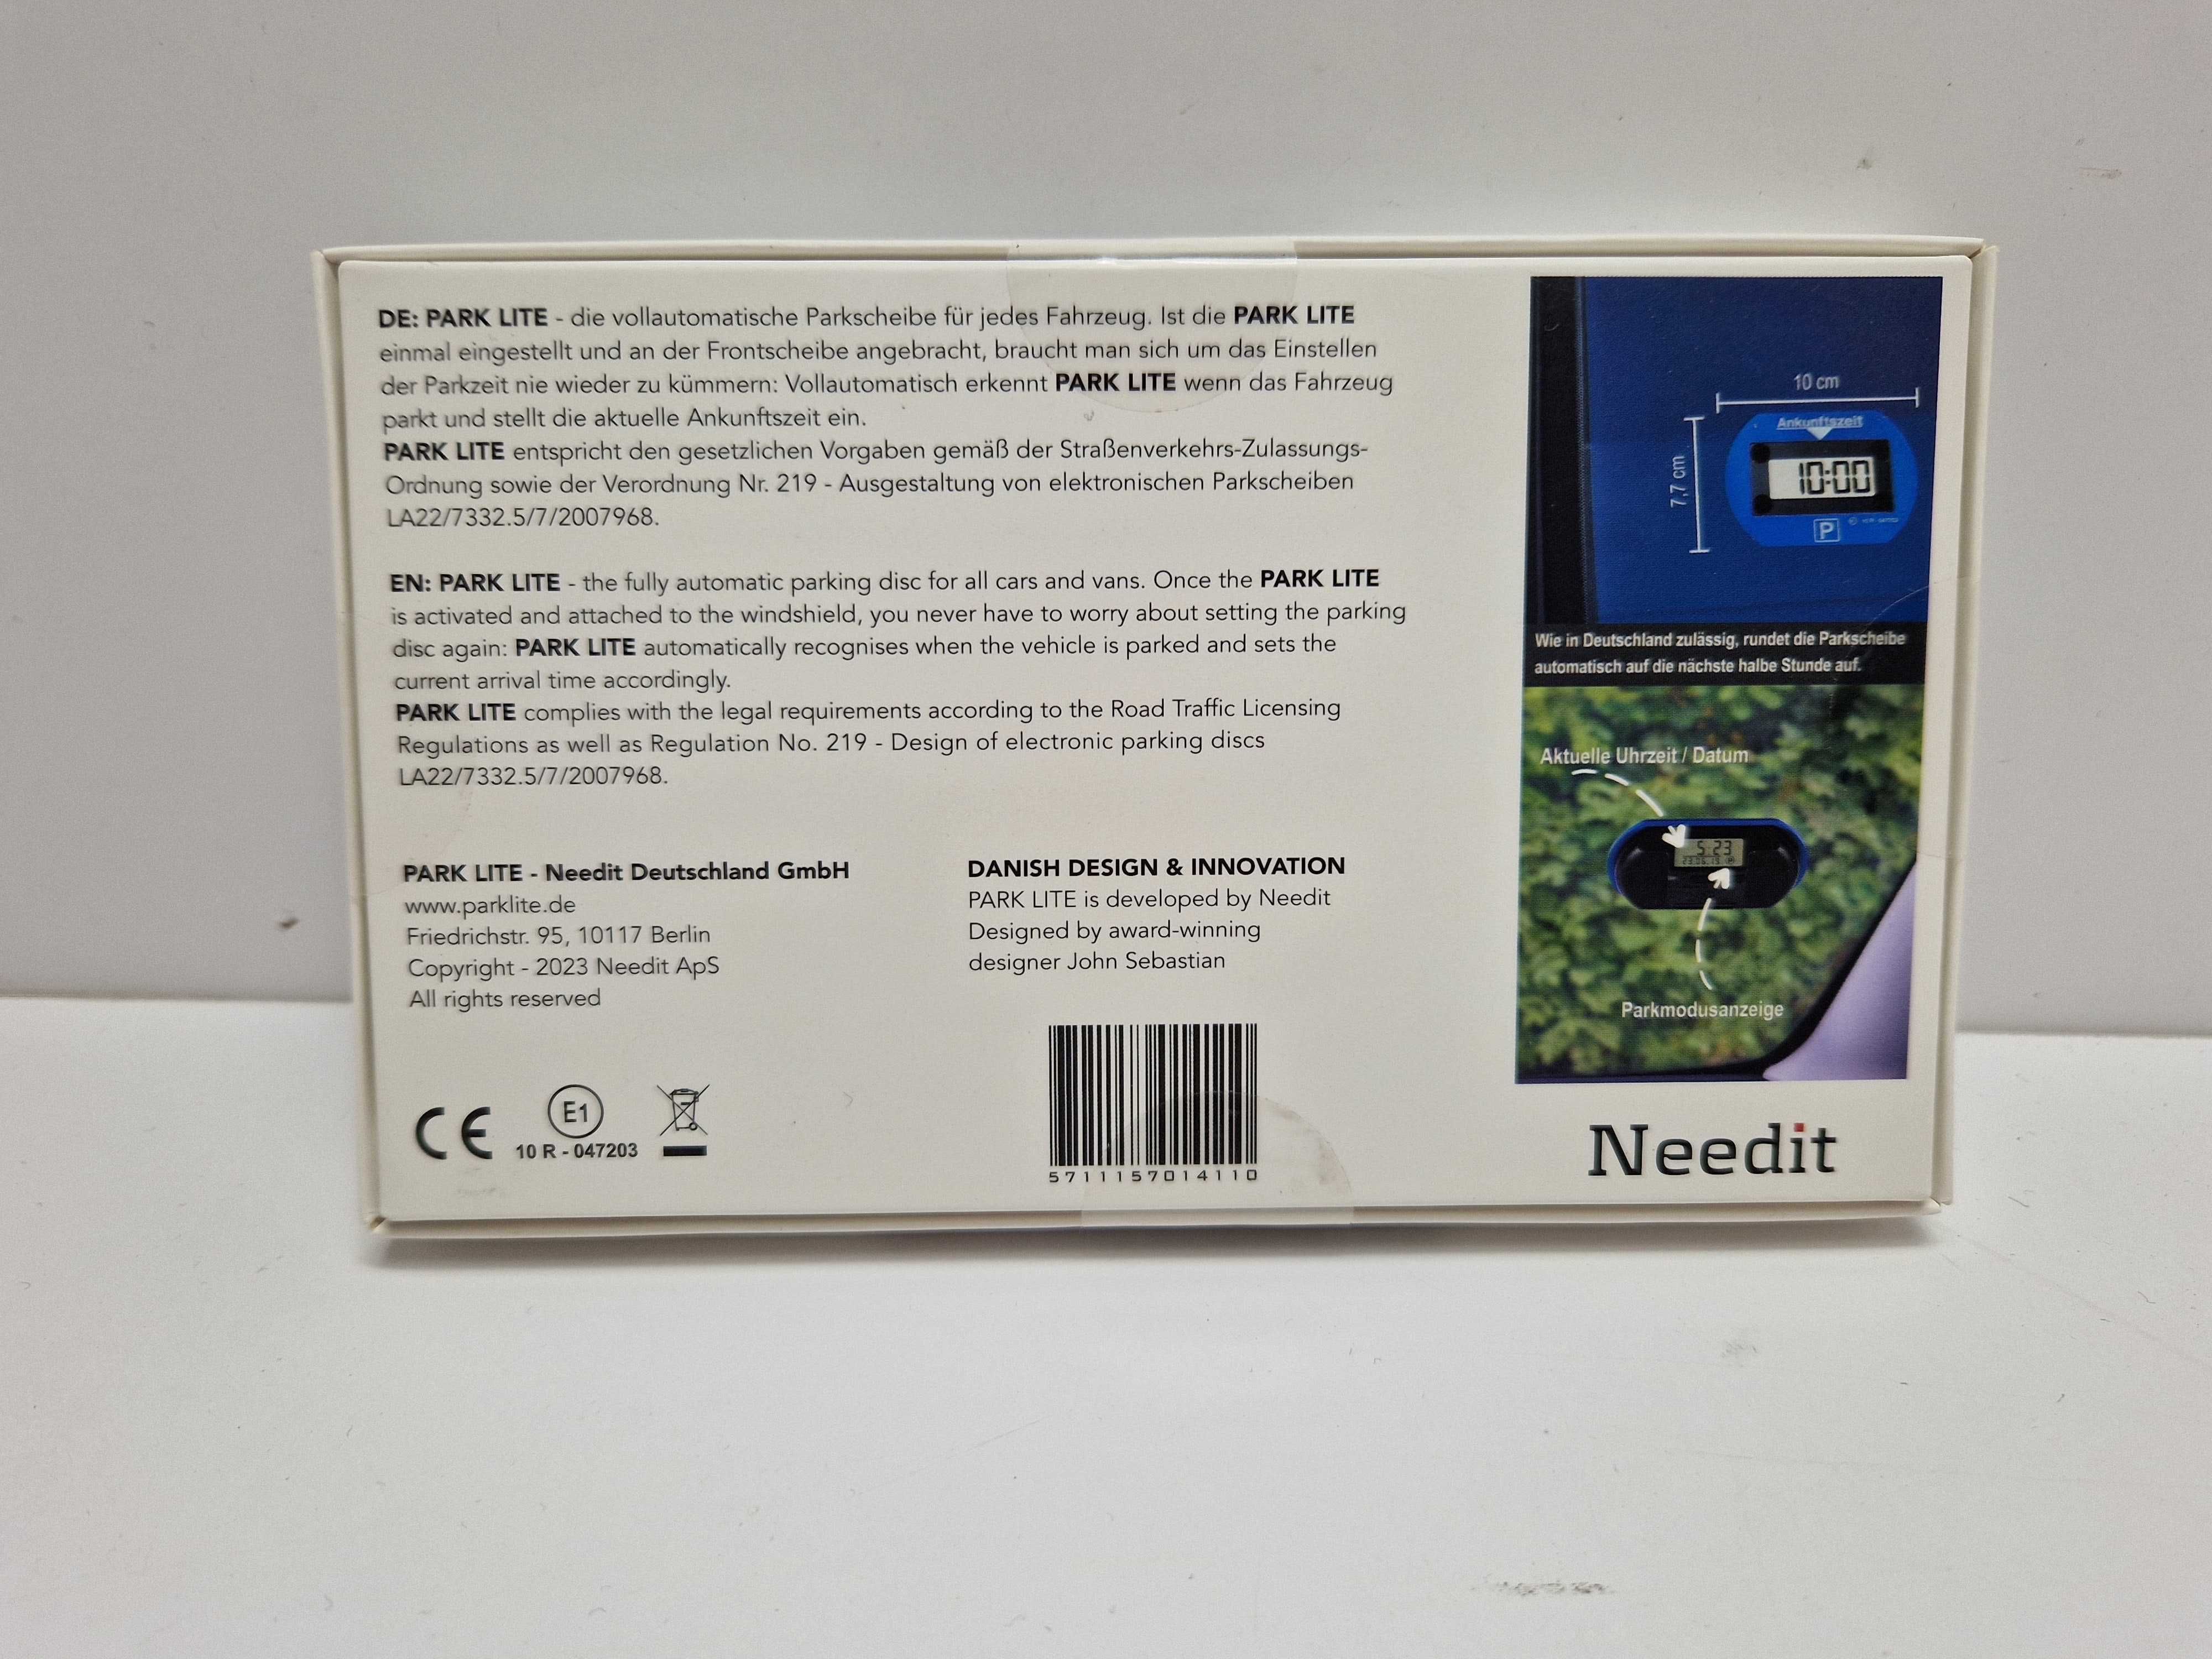 DE: PARK LITE - die vollautomatische Parkscheibe für jedes Fahrzeug. Ist die PARK LITE
einmal eingestellt und an der Frontscheibe angebracht, braucht man sich um das Einstellen
der Parkzeit nie wieder zu kümmern: Vollautomatisch erkennt PARK LITE wenn das Fahrzeug
parkt und stellt die aktuelle Ankunftszeit ein.
PARK LITE entspricht den gesetzlichen Vorgaben gemäß der Straßenverkehrs-Zulassungs-
Ordnung sowie der Verordnung Nr. 219 - Ausgestaltung von elektronischen Parkscheiben
LA22/7332.5/7/2007968.
EN: PARK LITE - the fully automatic parking disc for all cars and vans. Once the PARK LITE
is activated and attached to the windshield, you never have to worry about setting the parking
disc again: PARK LITE automatically recognises when the vehicle is parked and sets the
current arrival time accordingly.
PARK LITE complies with the legal requirements according to the Road Traffic Licensing
Regulations as well as Regulation No. 219 - Design of electronic parking discs
LA22/7332.5/7/2007968.
PARK LITE - Needit Deutschland GmbH
www.parklite.de
Friedrichstr. 95, 10117 Berlin
Copyright - 2023 Needit ApS
All rights reserved
DANISH DESIGN & INNOVATION
PARK LITE is developed by Needit
Designed by award-winning
designer John Sebastian
CE
E1
10 R - 047203
5711157014110
10 cm
7,7 cm
Ankunftszeit
10:00
P
Wie in Deutschland zulässig, rundet die Parkscheibe
automatisch auf die nächste halbe Stunde auf.
Aktuelle Uhrzeit / Datum
5:23
Parkmodusanzeige
Needit